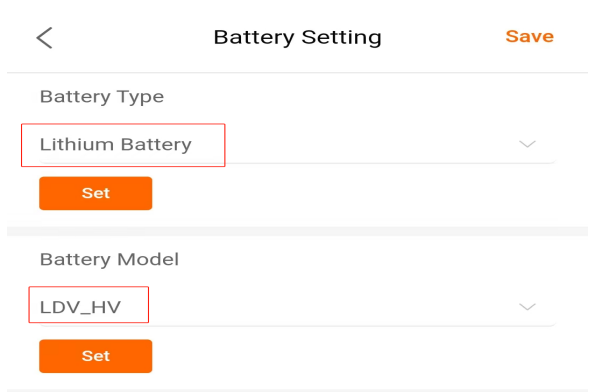 Battery Setting Save
Battery Type
Lithium Battery
Set
Battery Model
LDV_HV
Set